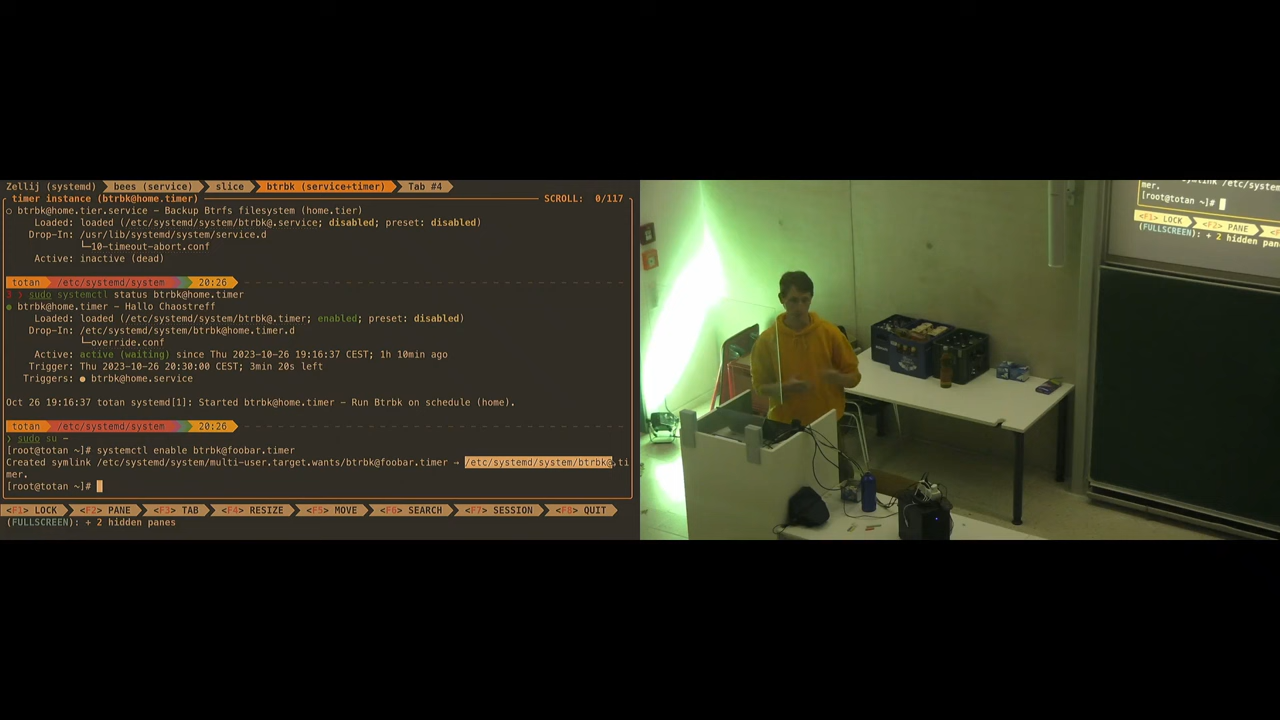 Zellij (systemd) bees (service) slice btrbk (service+timer) Tab #4
timer instance (btrbk@home.timer) SCROLL: 0/117
○ btrbk@home.tier.service - Backup Btrfs filesystem (home.tier)
Loaded: loaded (/etc/systemd/system/btrbk@.service; disabled; preset: disabled)
Drop-In: /usr/lib/systemd/system/service.d
└─10-timeout-abort.conf
Active: inactive (dead)
totan /etc/systemd/system 20:26
3 ❯ sudo systemctl status btrbk@home.timer
● btrbk@home.timer - Hallo Chaostreff
Loaded: loaded (/etc/systemd/system/btrbk@.timer; enabled; preset: disabled)
Drop-In: /etc/systemd/system/btrbk@home.timer.d
└─override.conf
Active: active (waiting) since Thu 2023-10-26 19:16:37 CEST; 1h 10min ago
Trigger: Thu 2023-10-26 20:30:00 CEST; 3min 20s left
Triggers: ● btrbk@home.service
Oct 26 19:16:37 totan systemd[1]: Started btrbk@home.timer - Run Btrbk on schedule (home).
totan /etc/systemd/system 20:26
❯ sudo su -
[root@totan ~]# systemctl enable btrbk@foobar.timer
Created symlink /etc/systemd/system/multi-user.target.wants/btrbk@foobar.timer → /etc/systemd/system/btrbk@.ti
mer.
[root@totan ~]#
<F1> LOCK <F2> PANE <F3> TAB <F4> RESIZE <F5> MOVE <F6> SEARCH <F7> SESSION <F8> QUIT
(FULLSCREEN): + 2 hidden panes
mer.
[root@totan ~]#
<F1> LOCK <F2> PANE
(FULLSCREEN): + 2 hidden pane